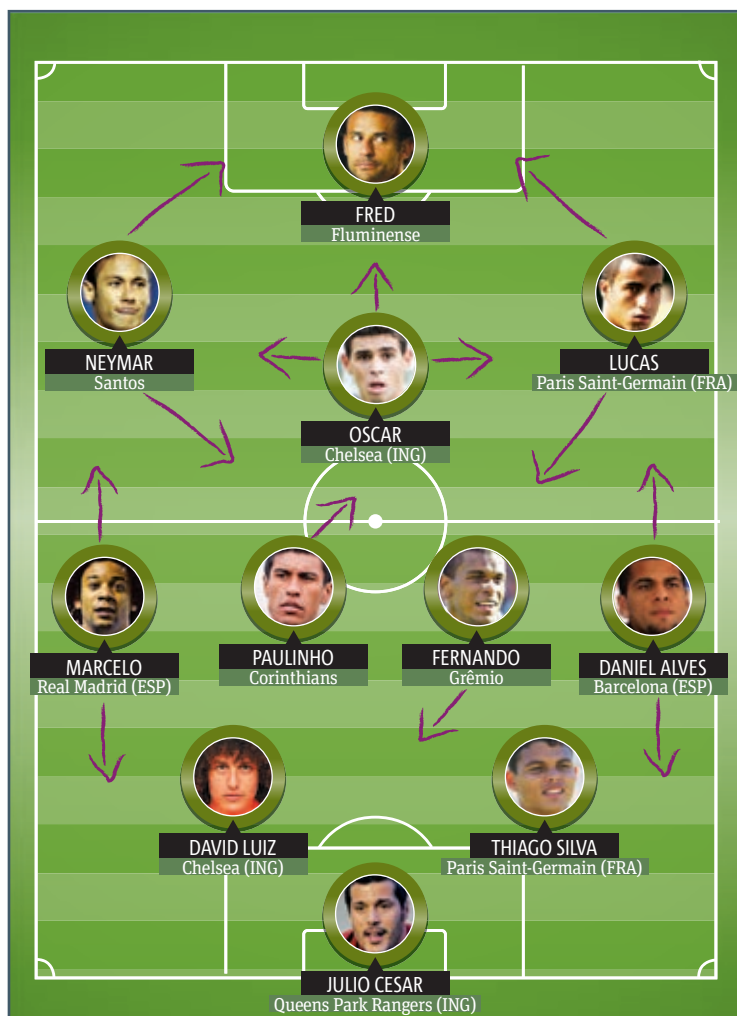 FRED
Fluminense
NEYMAR
Santos
LUCAS
Paris Saint-Germain (FRA)
OSCAR
Chelsea (ING)
MARCELO
Real Madrid (ESP)
PAULINHO
Corinthians
FERNANDO
Grêmio
DANIEL ALVES
Barcelona (ESP)
DAVID LUIZ
Chelsea (ING)
THIAGO SILVA
Paris Saint-Germain (FRA)
JULIO CESAR
Queens Park Rangers (ING)